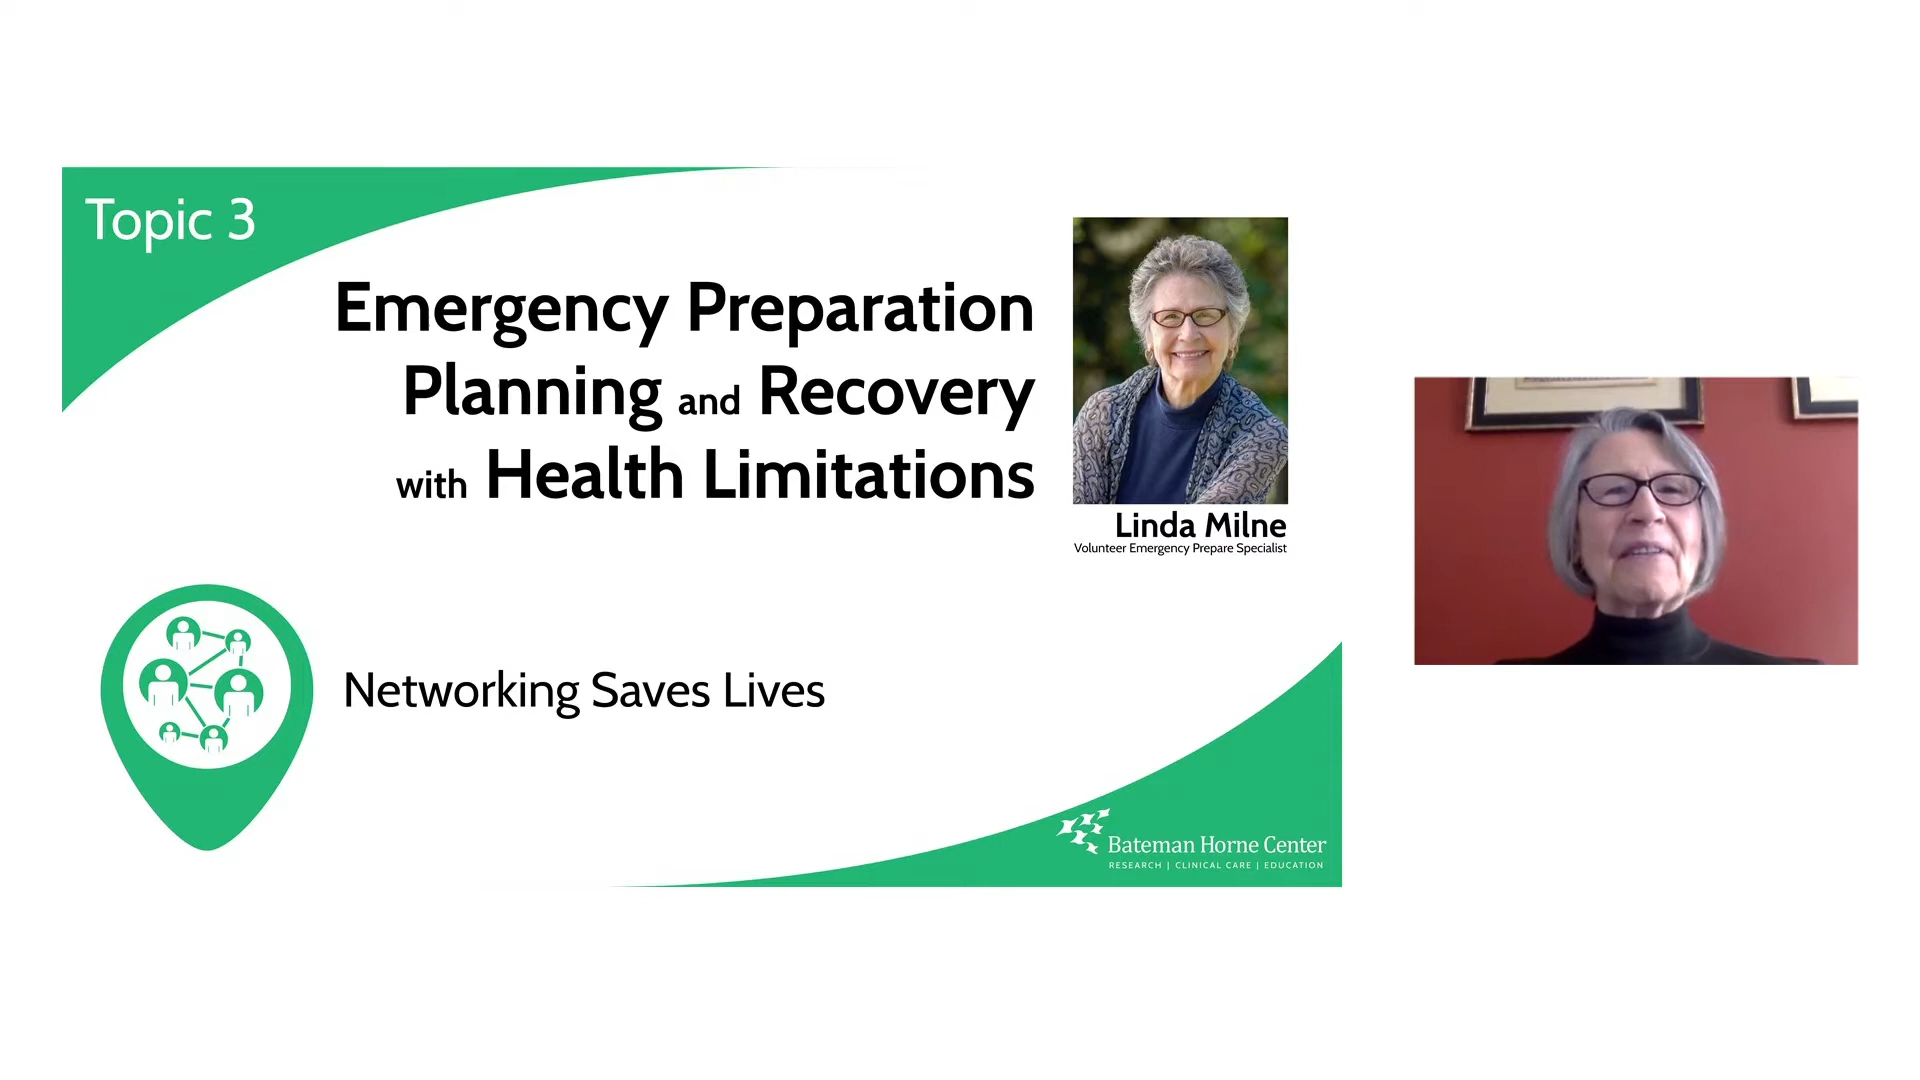 Topic 3
Emergency Preparation
Planning and Recovery
with Health Limitations
Linda Milne
Volunteer Emergency Prepare Specialist
Networking Saves Lives
Bateman Horne Center
RESEARCH | CLINICAL CARE | EDUCATION